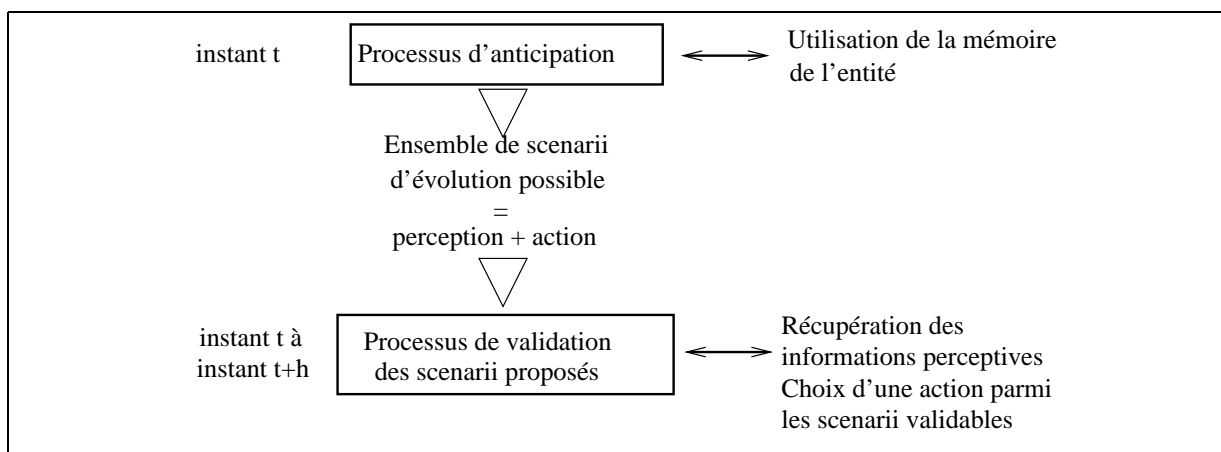 instant t
Processus d'anticipation
Utilisation de la mémoire
de l'entité
Ensemble de scenarii
d'évolution possible
=
perception + action
instant t à
instant t+h
Processus de validation
des scenarii proposés
Récupération des
informations perceptives
Choix d'une action parmi
les scenarii validables